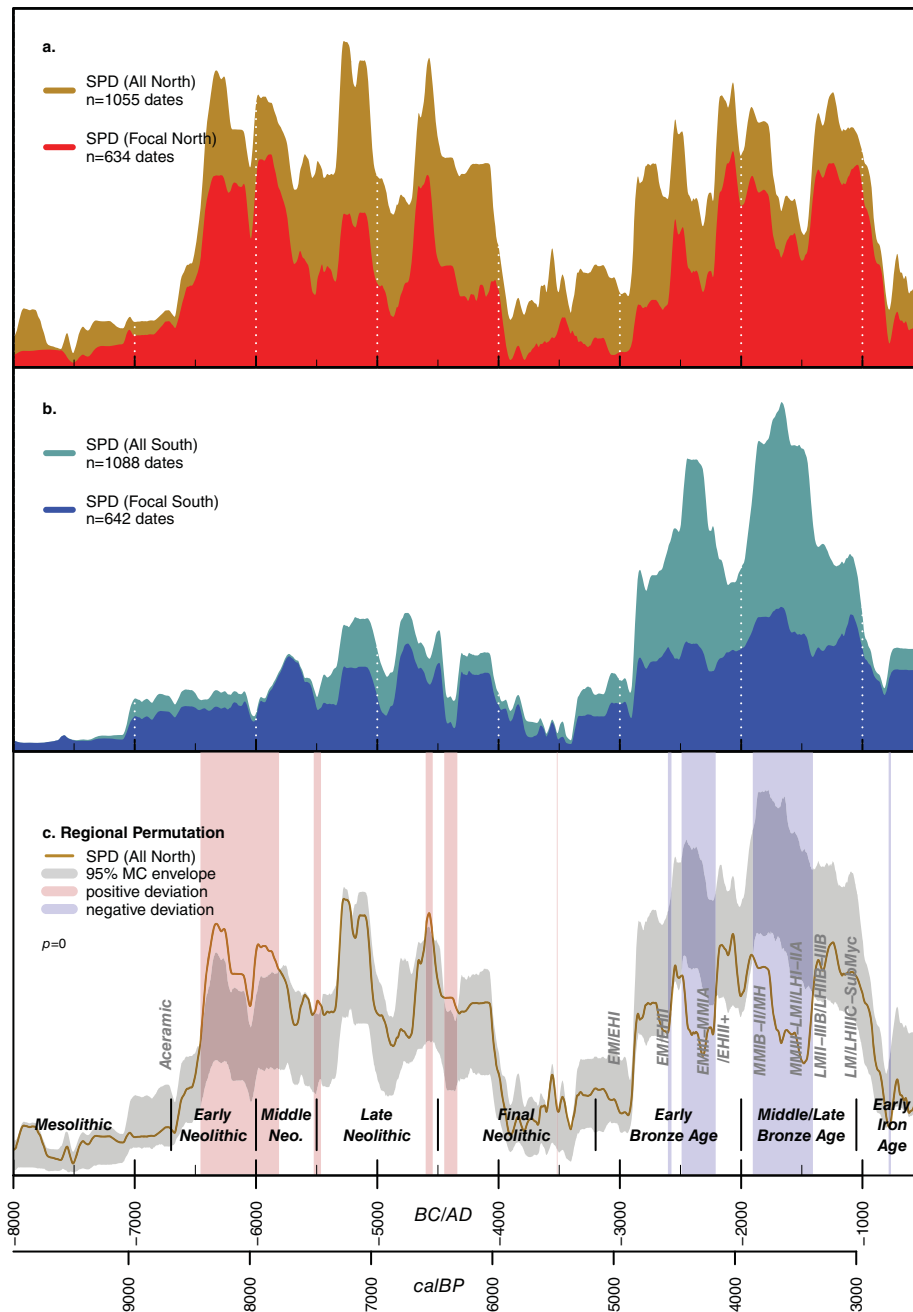 a.
SPD (All North)
n=1055 dates
SPD (Focal North)
n=634 dates
b.
SPD (All South)
n=1088 dates
SPD (Focal South)
n=642 dates
c. Regional Permutation
SPD (All North)
95% MC envelope
positive deviation
negative deviation
p=0
Aceramic
EM/EHI
EM/EHII
EMIII–MMIA
/EHIII+
MMIB–II/MH
MMIII–LMI/LHI–IIA
LMII–IIIB/LHIIB–IIIB
LM/LHIIIC–SubMyc
Mesolithic
Early
Neolithic
Middle
Neo.
Late
Neolithic
Final
Neolithic
Early
Bronze Age
Middle/Late
Bronze Age
Early
Iron
Age
−8000 −7000 −6000 −5000 −4000 −3000 −2000 −1000
BC/AD
9000 8000 7000 6000 5000 4000 3000
calBP